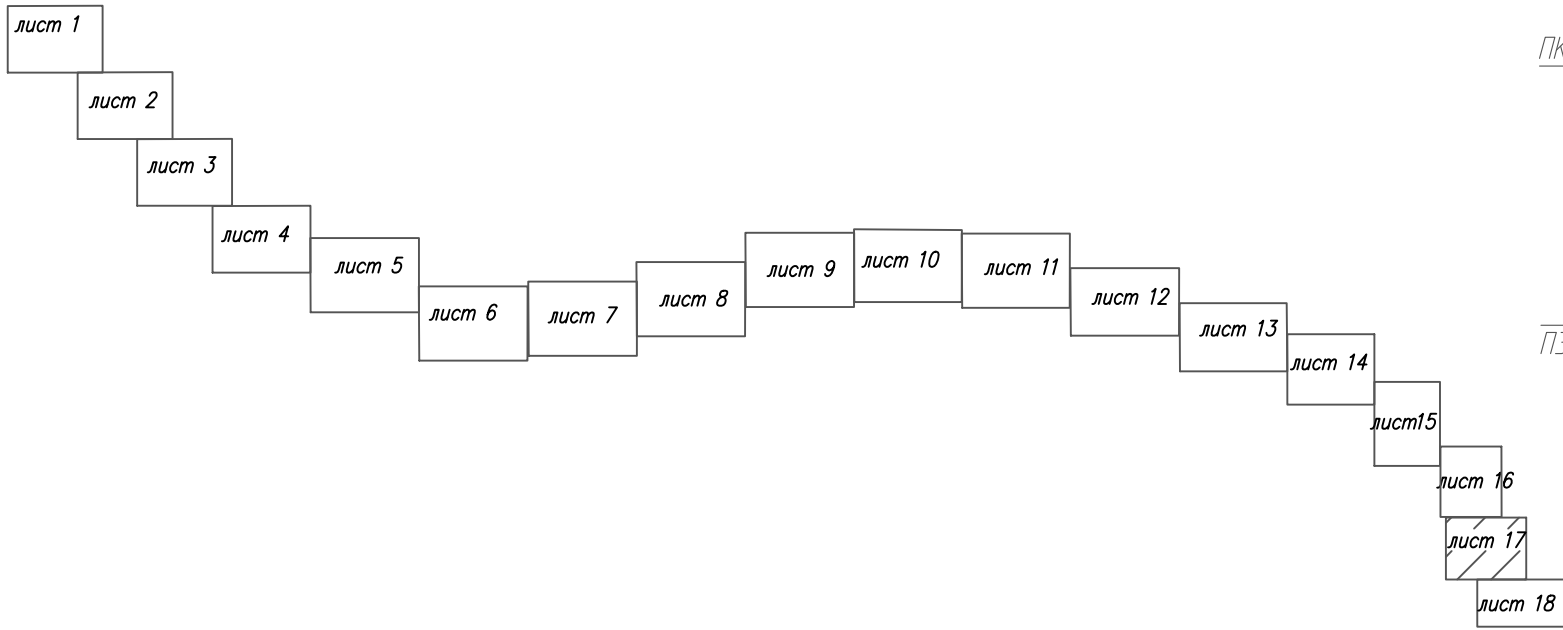 лист 1
лист 2
лист 3
лист 4
лист 5
лист 6
лист 7
лист 8
лист 9
лист 10
лист 11
лист 12
лист 13
лист 14
лист15
лист 16
лист 17
лист 18